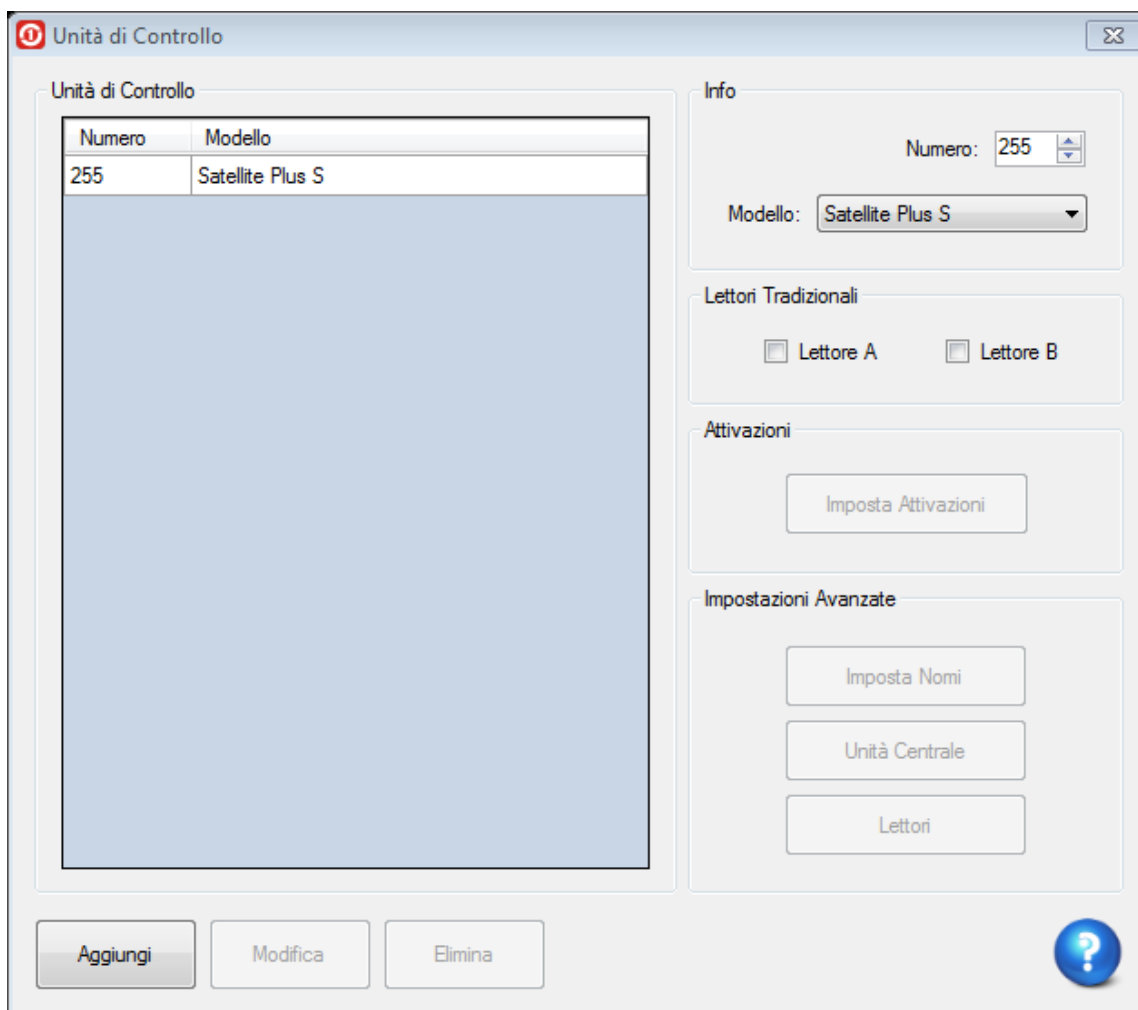 Unità di Controllo
Unità di Controllo
Numero Modello
255 Satellite Plus S
Info
Numero: 255
Modello: Satellite Plus S
Lettori Tradizionali
Lettore A Lettore B
Attivazioni
Imposta Attivazioni
Impostazioni Avanzate
Imposta Nomi
Unità Centrale
Lettori
Aggiungi Modifica Elimina
?